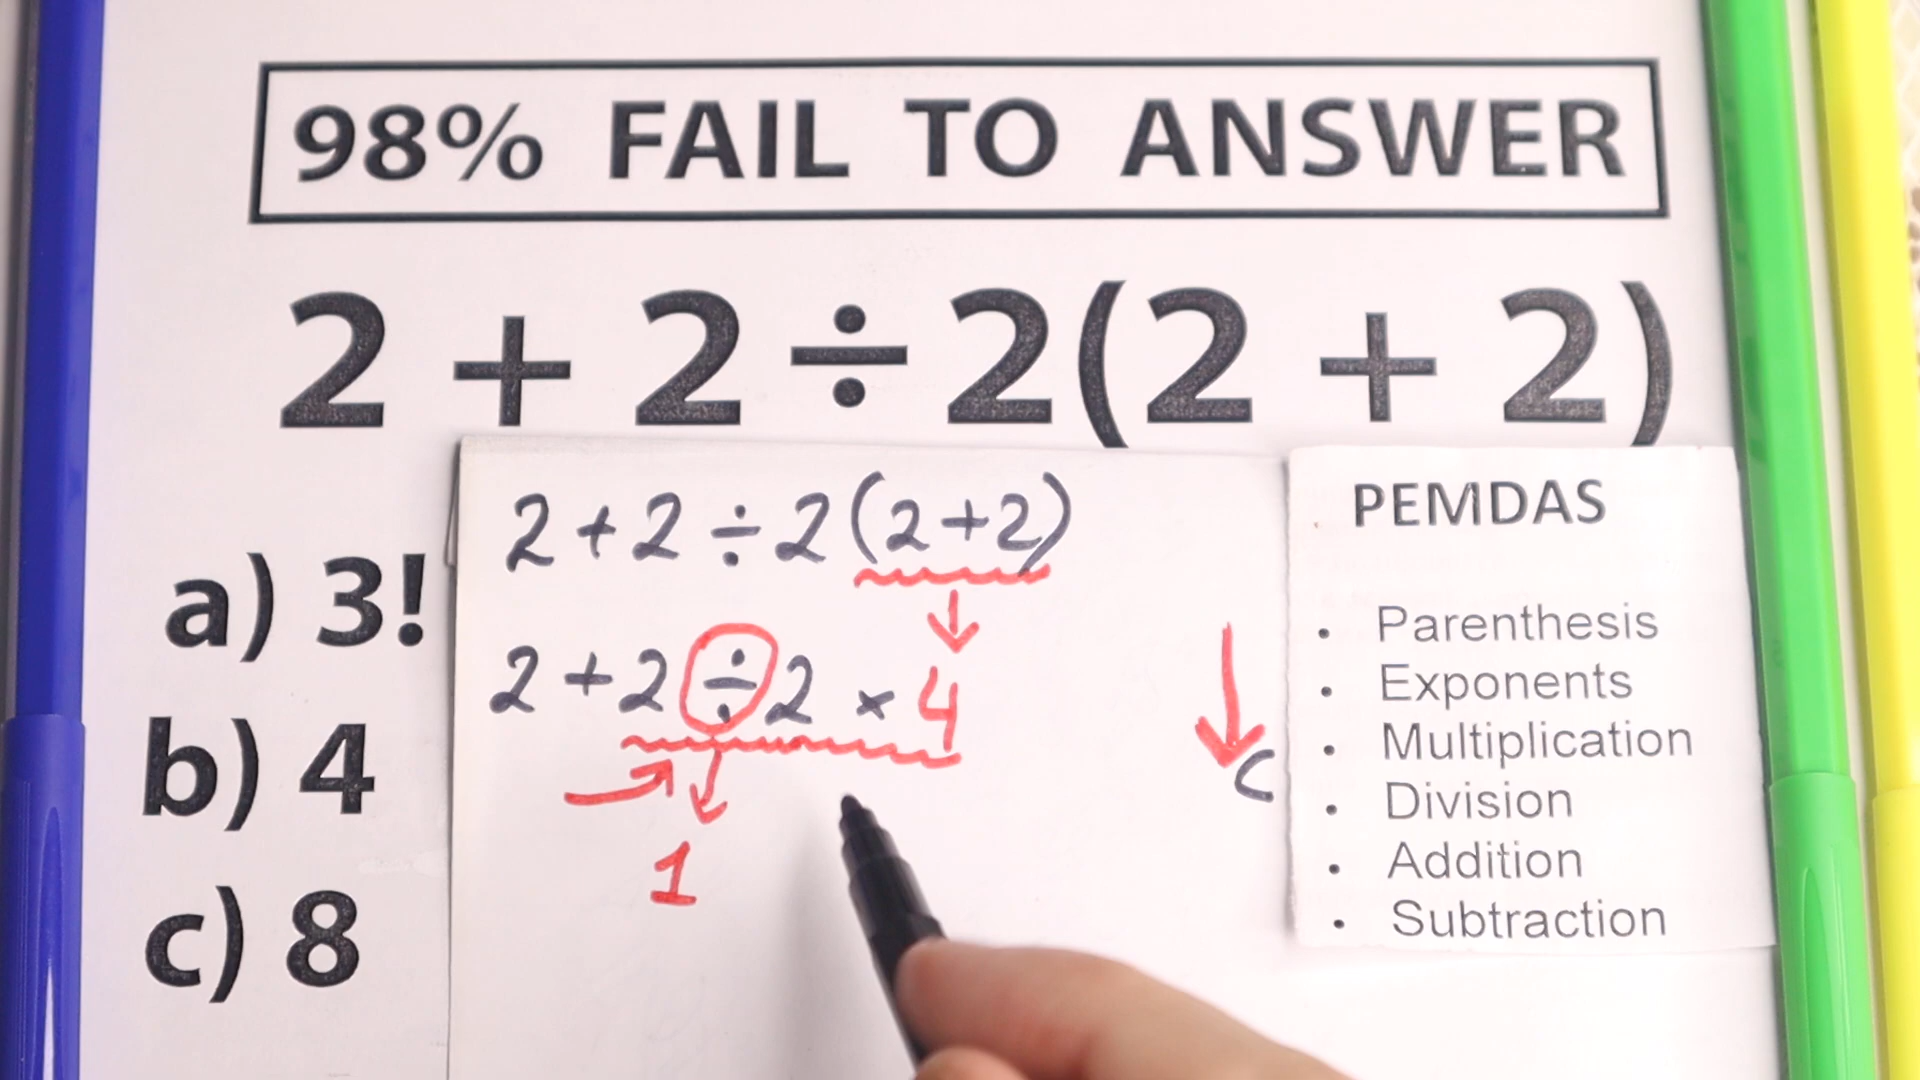 98% FAIL TO ANSWER
2 + 2 ÷ 2(2 + 2)
a) 3!
b) 4
c) 8
2 + 2 ÷ 2 (2+2)
2 + 2 ÷ 2 × 4
1
PEMDAS
• Parenthesis
• Exponents
• Multiplication
• Division
• Addition
• Subtraction